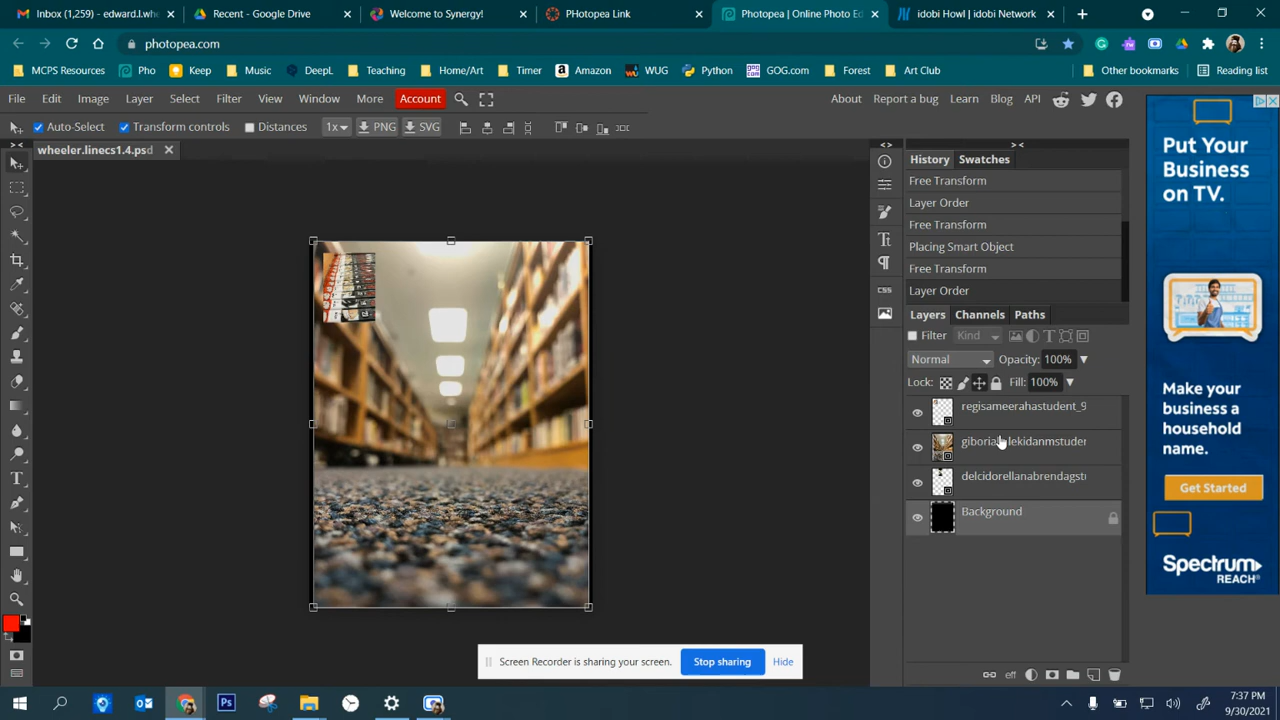 Inbox (1,259) - edward.l.whe
Recent - Google Drive
Welcome to Synergy!
PHotopea Link
Photopea | Online Photo Ed
idobi Howl | idobi Network
photopea.com
MCPS Resources
Pho
Keep
Music
DeepL
Teaching
Home/Art
Timer
Amazon
WUG
Python
GOG.com
Forest
Art Club
Other bookmarks
Reading list
File Edit Image Layer Select Filter View Window More Account
About Report a bug Learn Blog API
Auto-Select Transform controls Distances 1x PNG SVG
wheeler.linecs1.4.psd
History Swatches
Free Transform
Layer Order
Free Transform
Placing Smart Object
Free Transform
Layer Order
Layers Channels Paths
Filter Kind
Normal Opacity: 100%
Lock: Fill: 100%
regisameerahastudent_9
delcidorellanabrendagstu
Background
CSS
Put Your
Business
on TV.
Make your
business a
household
name.
Get Started
Spectrum
REACH
Screen Recorder is sharing your screen. Stop sharing Hide
Ps
7:37 PM
9/30/2021